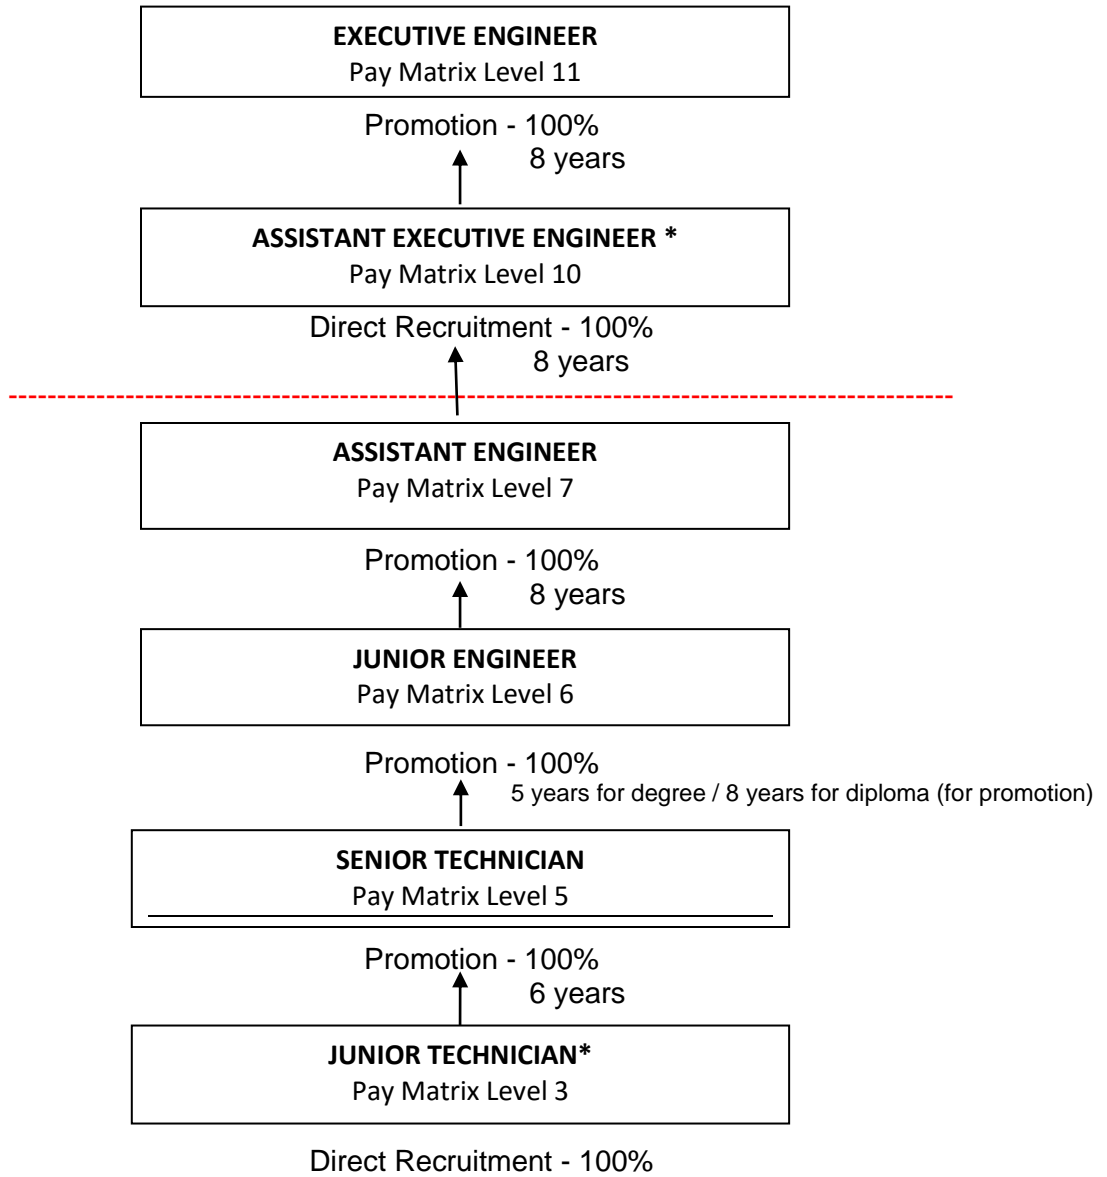 EXECUTIVE ENGINEER
Pay Matrix Level 11
Promotion - 100%
8 years
ASSISTANT EXECUTIVE ENGINEER *
Pay Matrix Level 10
Direct Recruitment - 100%
8 years
ASSISTANT ENGINEER
Pay Matrix Level 7
Promotion - 100%
8 years
JUNIOR ENGINEER
Pay Matrix Level 6
Promotion - 100%
5 years for degree / 8 years for diploma (for promotion)
SENIOR TECHNICIAN
Pay Matrix Level 5
Promotion - 100%
6 years
JUNIOR TECHNICIAN*
Pay Matrix Level 3
Direct Recruitment - 100%